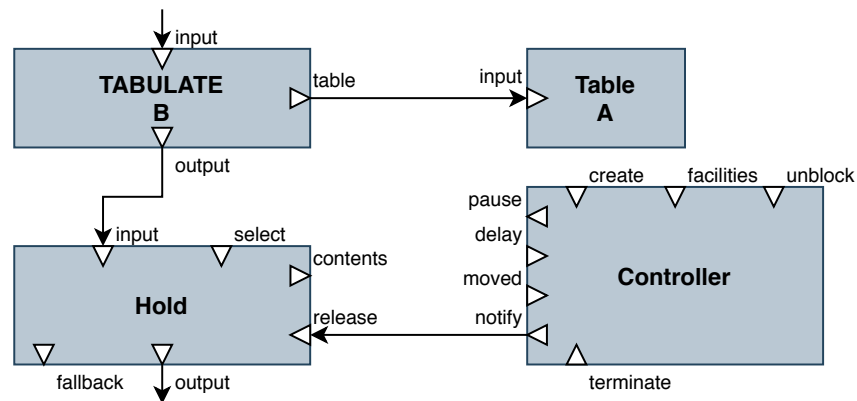 input
TABULATE
B
table
input
Table
A
output
create
facilities
unblock
pause
delay
moved
notify
Controller
terminate
input
select
contents
Hold
release
fallback
output